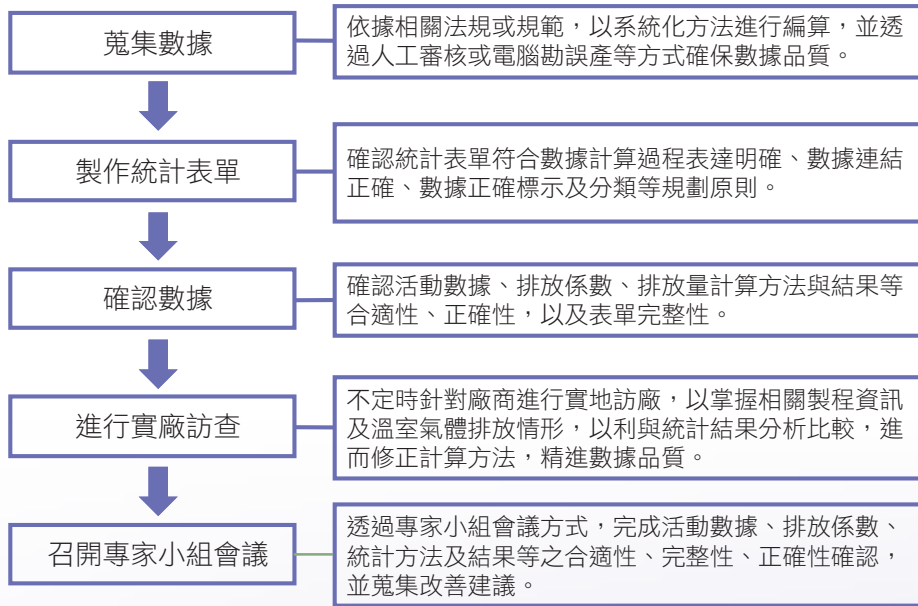 蒐集數據
依據相關法規或規範，以系統化方法進行編算，並透
過人工審核或電腦勘誤產等方式確保數據品質。
製作統計表單
確認統計表單符合數據計算過程表達明確、數據連結
正確、數據正確標示及分類等規劃原則。
確認數據
確認活動數據、排放係數、排放量計算方法與結果等
合適性、正確性，以及表單完整性。
進行實廠訪查
不定時針對廠商進行實地訪廠，以掌握相關製程資訊
及溫室氣體排放情形，以利與統計結果分析比較，進
而修正計算方法，精進數據品質。
召開專家小組會議
透過專家小組會議方式，完成活動數據、排放係數、
統計方法及結果等之合適性、完整性、正確性確認，
並蒐集改善建議。